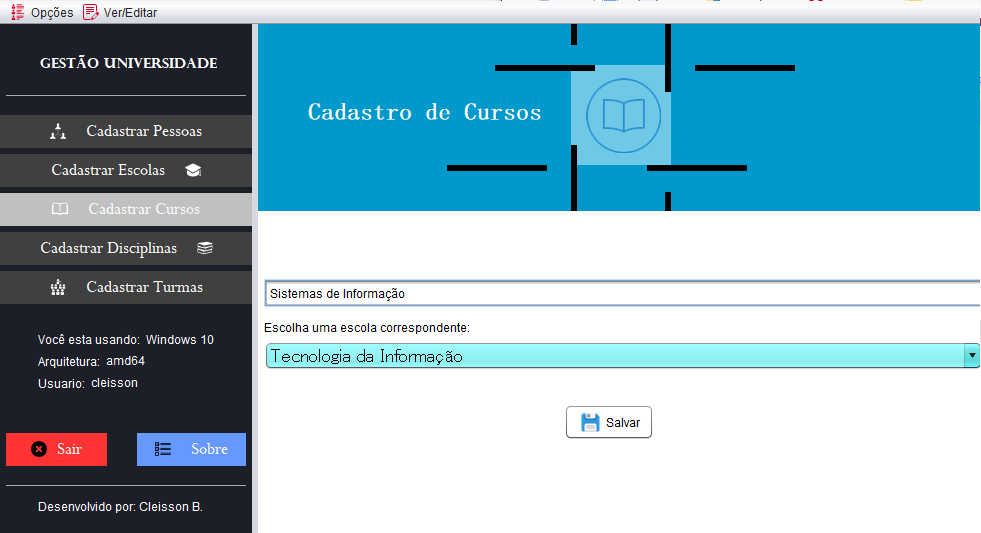 Opções Ver/Editar
GESTÃO UNIVERSIDADE
Cadastrar Pessoas
Cadastrar Escolas
Cadastrar Cursos
Cadastrar Disciplinas
Cadastrar Turmas
Você esta usando: Windows 10
Arquitetura: amd64
Usuario: cleisson
Sair Sobre
Desenvolvido por: Cleisson B.
Cadastro de Cursos
Sistemas de Informação
Escolha uma escola correspondente:
Tecnologia da Informação
Salvar